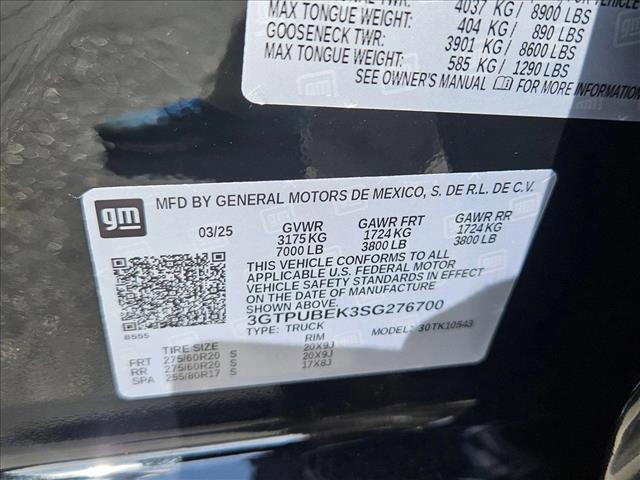 4037 KG/ 8900 LBS
MAX TONGUE WEIGHT: 404 KG/ 890 LBS
GOOSENECK TWR: 3901 KG/ 8600 LBS
MAX TONGUE WEIGHT: 585 KG/ 1290 LBS
SEE OWNER'S MANUAL FOR MORE INFORMATION
gm
MFD BY GENERAL MOTORS DE MEXICO, S. DE R.L. DE C.V.
03/25 GVWR GAWR FRT GAWR RR
3175 KG 1724 KG 1724 KG
7000 LB 3800 LB 3800 LB
THIS VEHICLE CONFORMS TO ALL
APPLICABLE U.S. FEDERAL MOTOR
VEHICLE SAFETY STANDARDS IN EFFECT
ON THE DATE OF MANUFACTURE
SHOWN ABOVE.
3GTPUBEK3SG276700
TYPE: TRUCK MODEL: 30TK10543
8555
TIRE SIZE RIM
FRT 275/60R20 S 20X9J
RR 275/60R20 S 20X9J
SPA 255/80R17 S 17X8J